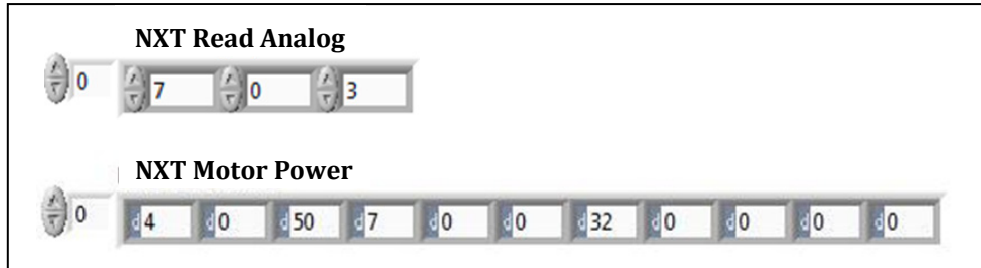 NXT Read Analog
0 7 0 3
NXT Motor Power
0 d4 d0 d50 d7 d0 d0 d32 d0 d0 d0 d0